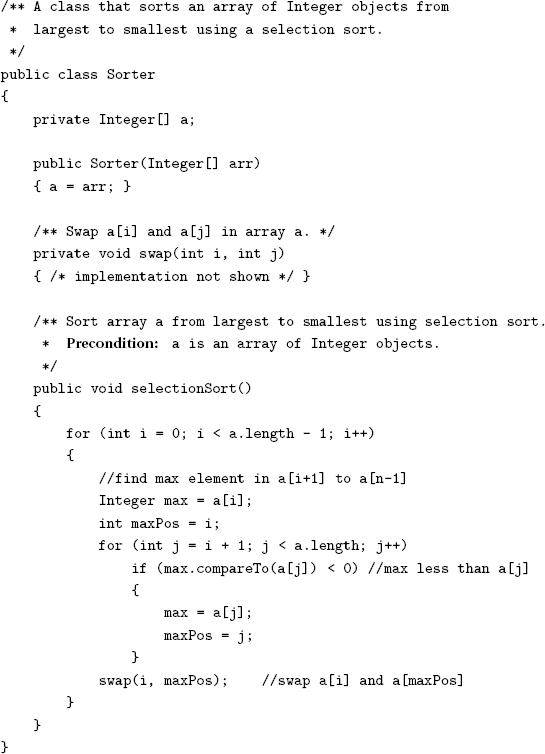 /** A class that sorts an array of Integer objects from
 *  largest to smallest using a selection sort.
 */
public class Sorter
{
    private Integer[] a;

    public Sorter(Integer[] arr)
    { a = arr; }

    /** Swap a[i] and a[j] in array a. */
    private void swap(int i, int j)
    { /* implementation not shown */ }

    /** Sort array a from largest to smallest using selection sort.
     *  Precondition: a is an array of Integer objects.
     */
    public void selectionSort()
    {
        for (int i = 0; i < a.length - 1; i++)
        {
            //find max element in a[i+1] to a[n-1]
            Integer max = a[i];
            int maxPos = i;
            for (int j = i + 1; j < a.length; j++)
                if (max.compareTo(a[j]) < 0) //max less than a[j]
                {
                    max = a[j];
                    maxPos = j;
                }
            swap(i, maxPos);    //swap a[i] and a[maxPos]
        }
    }
}